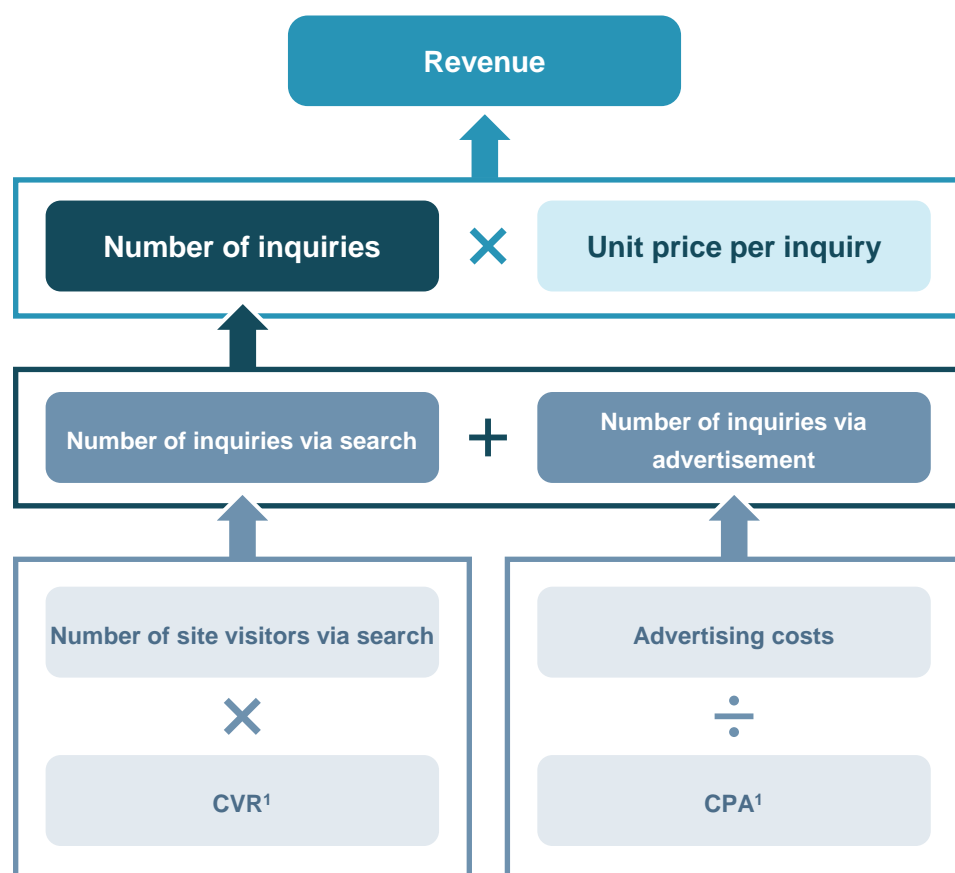 Revenue
Number of inquiries
×
Unit price per inquiry
Number of inquiries via search
+
Number of inquiries via
advertisement
Number of site visitors via search
Advertising costs
×
÷
CVR¹
CPA¹